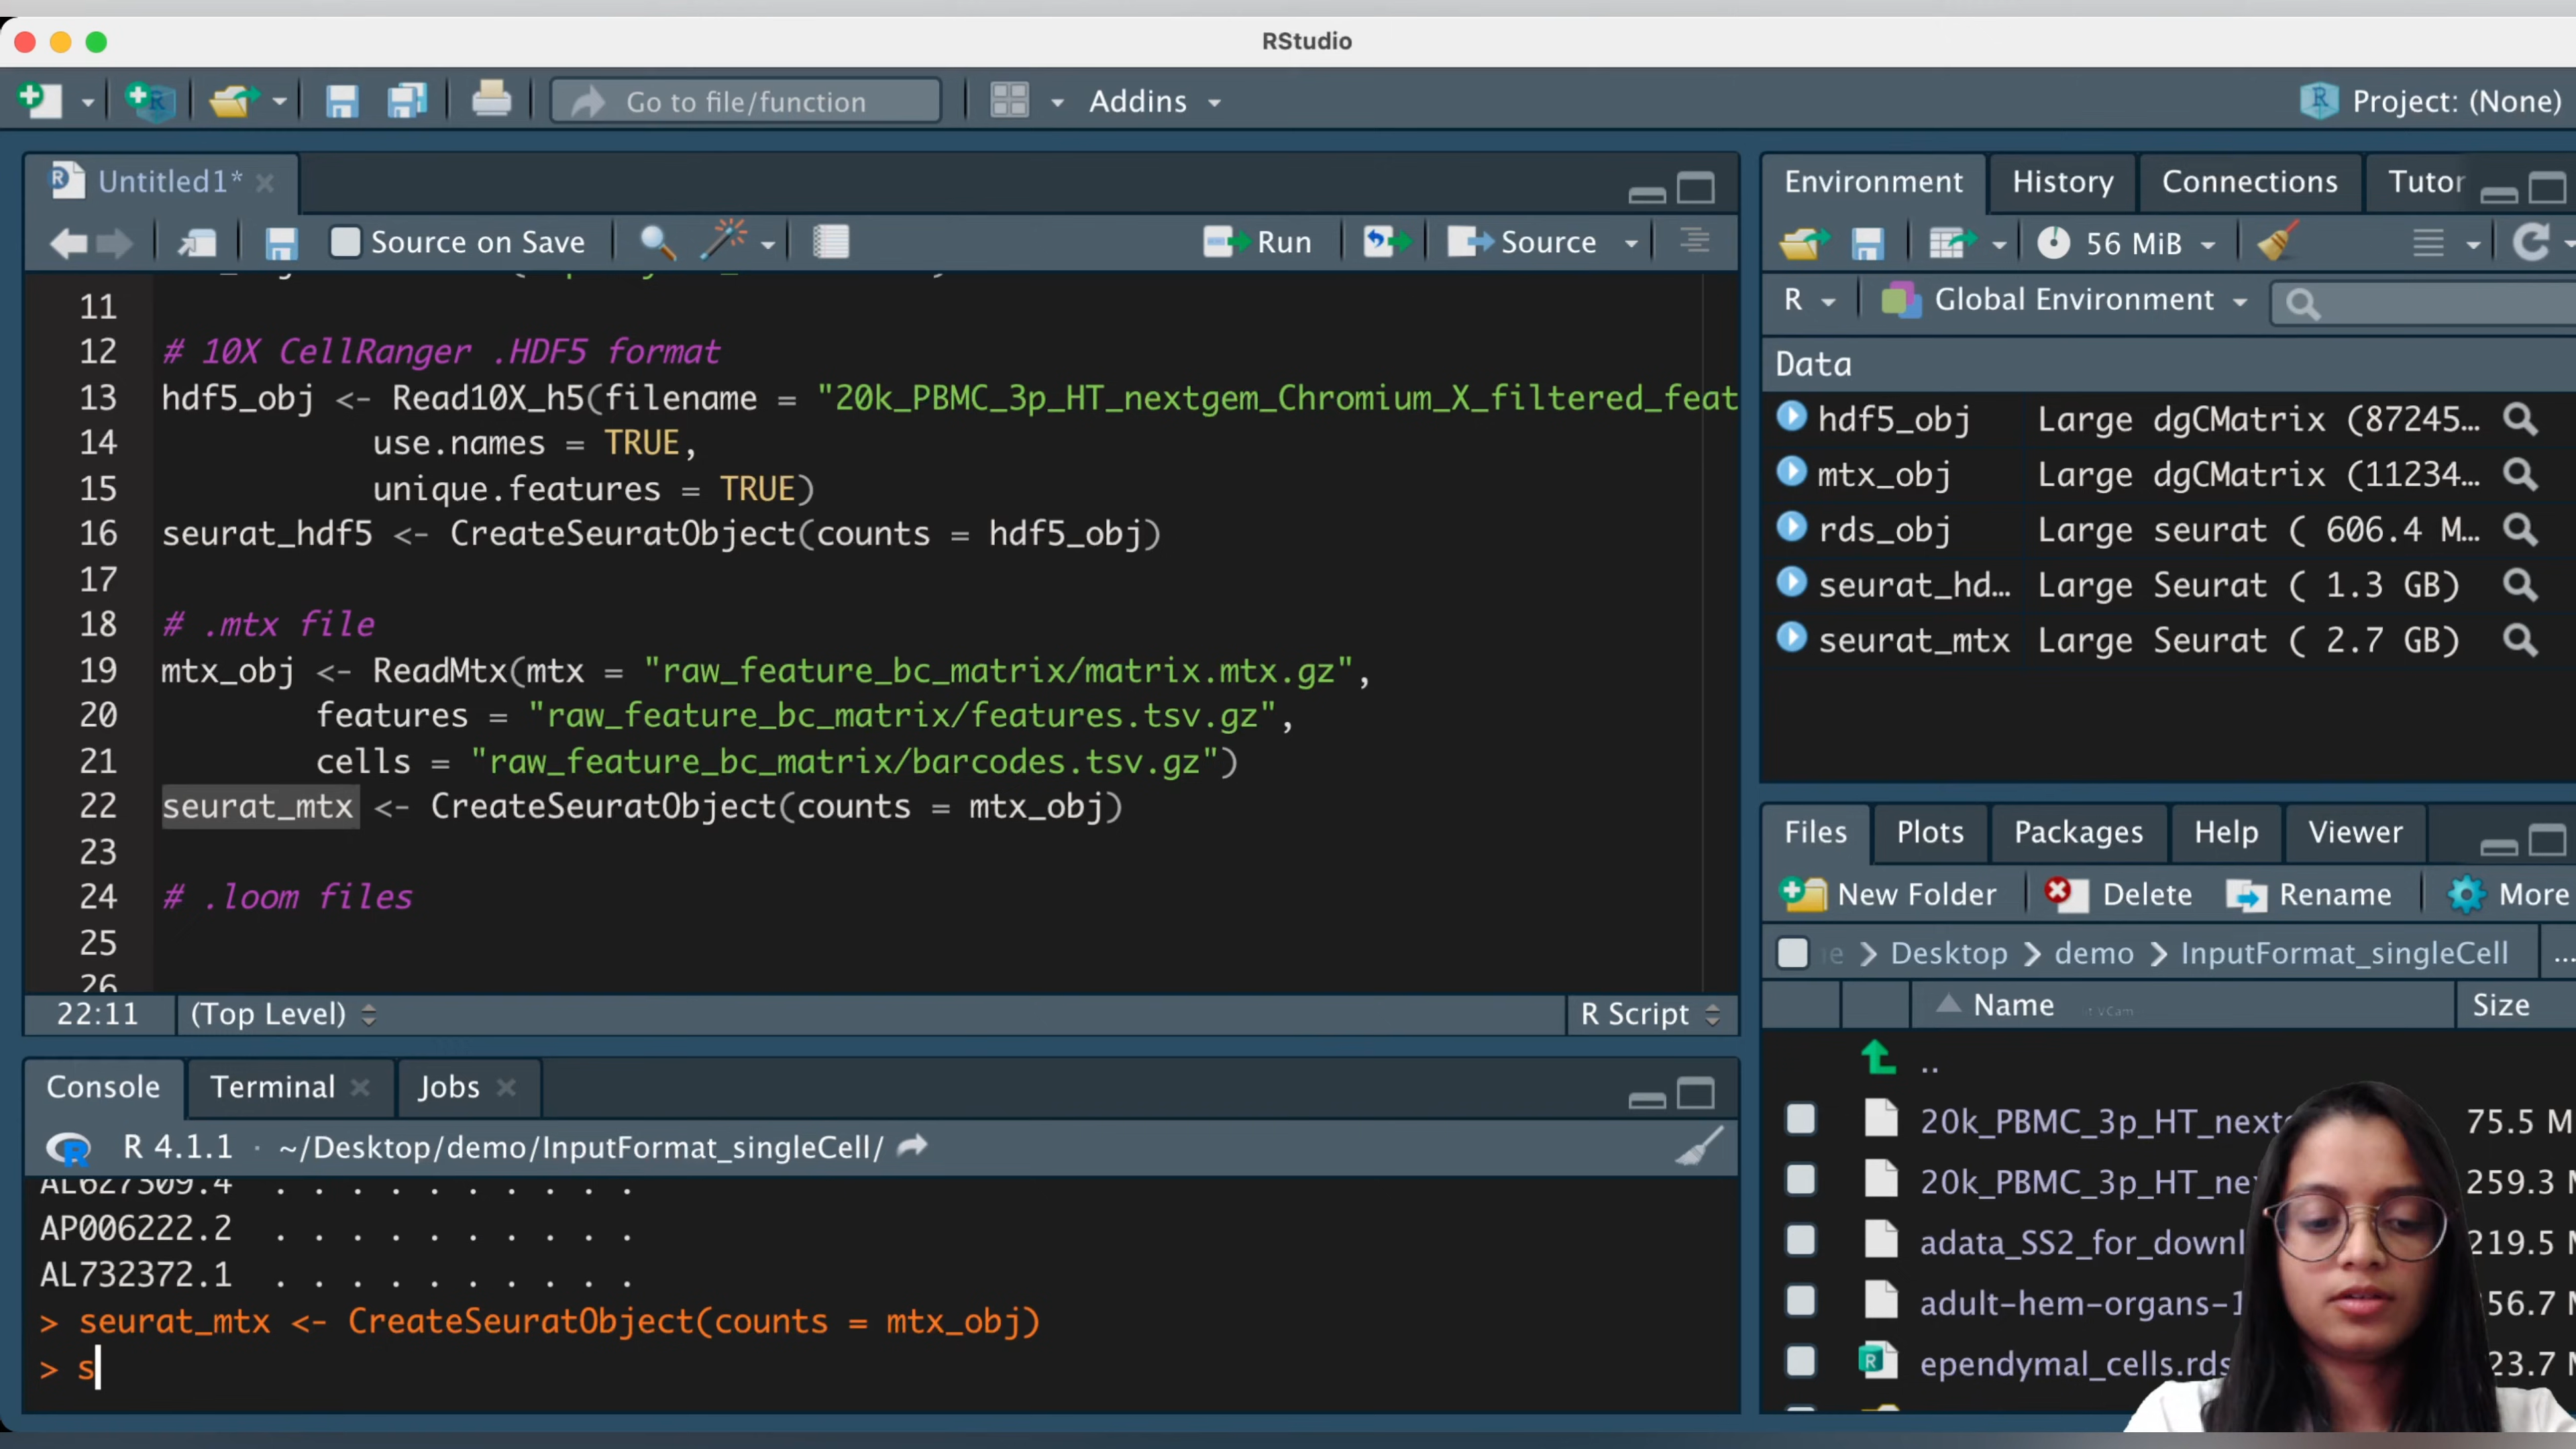 RStudio
Go to file/function
Addins
Project: (None)
Untitled1*
Source on Save
Run
Source
11
12 # 10X CellRanger .HDF5 format
13 hdf5_obj <- Read10X_h5(filename = "20k_PBMC_3p_HT_nextgem_Chromium_X_filtered_feat
14 use.names = TRUE,
15 unique.features = TRUE)
16 seurat_hdf5 <- CreateSeuratObject(counts = hdf5_obj)
17
18 # .mtx file
19 mtx_obj <- ReadMtx(mtx = "raw_feature_bc_matrix/matrix.mtx.gz",
20 features = "raw_feature_bc_matrix/features.tsv.gz",
21 cells = "raw_feature_bc_matrix/barcodes.tsv.gz")
22 seurat_mtx <- CreateSeuratObject(counts = mtx_obj)
23
24 # .loom files
25
26
22:11 (Top Level) R Script
Console Terminal Jobs
R 4.1.1 · ~/Desktop/demo/InputFormat_singleCell/
AL627309.4 . . . . . . . . . .
AP006222.2 . . . . . . . . . .
AL732372.1 . . . . . . . . . .
> seurat_mtx <- CreateSeuratObject(counts = mtx_obj)
> s
Environment History Connections Tutor
56 MiB
R Global Environment
Data
hdf5_obj Large dgCMatrix (87245…
mtx_obj Large dgCMatrix (11234…
rds_obj Large seurat ( 606.4 M…
seurat_hd… Large Seurat ( 1.3 GB)
seurat_mtx Large Seurat ( 2.7 GB)
Files Plots Packages Help Viewer
New Folder Delete Rename More
Desktop > demo > InputFormat_singleCell ...
Name Size
..
20k_PBMC_3p_HT_nextg 75.5 M
20k_PBMC_3p_HT_ne 259.3 M
adata_SS2_for_downl 219.5 M
adult-hem-organs-1 56.7 M
ependymal_cells.rds 23.7 M